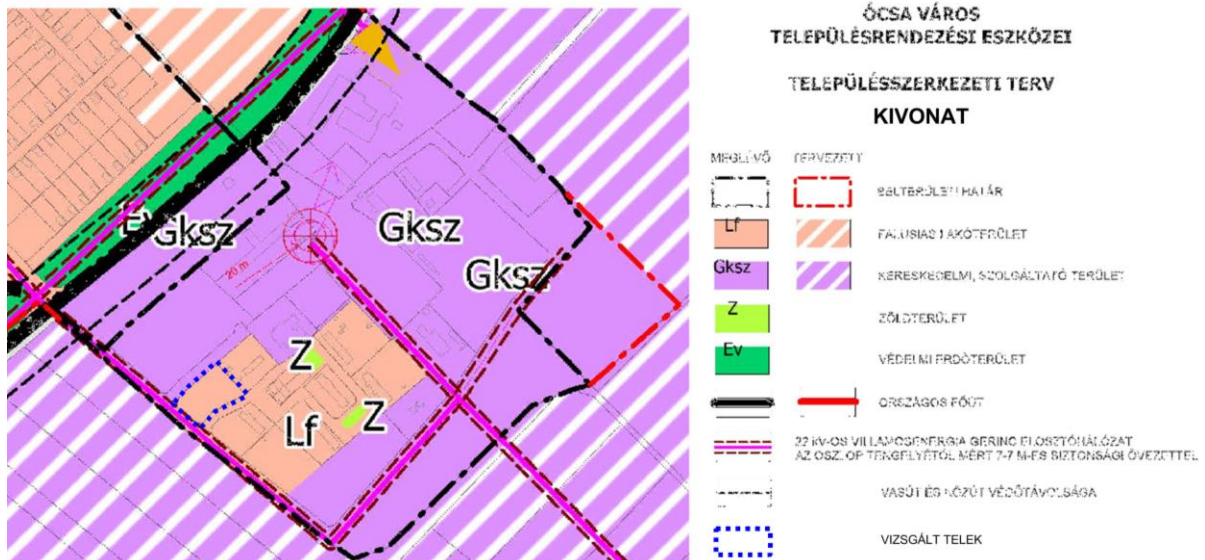 ÓCSA VÁROS
TELEPÜLÉSRENDEZÉSI ESZKÖZEI
TELEPÜLÉSSZERKEZETI TERV
KIVONAT
MEGLÉVŐ TERVEZETT
BELTERÜLETI HATÁR
Lf FALUSIAS LAKÓTERÜLET
Gksz KERESKEDELMI, SZOLGÁLTATÓ TERÜLET
Z ZÖLDTERÜLET
Ev VÉDELMI ERDŐTERÜLET
ORSZÁGOS FŐÚT
22 kV-OS VILLAMOSENERGIA GERINC ELOSZTÓHÁLÓZAT
AZ OSZLOP TENGELYÉTŐL MÉRT 7-7 M-ES BIZTONSÁGI ÖVEZETTEL
VASÚT ÉS KÖZÚT VÉDŐTÁVOLSÁGA
VIZSGÁLT TELEK
Ev
Gksz
Gksz
Gksz
20 m
Z
Z
Lf